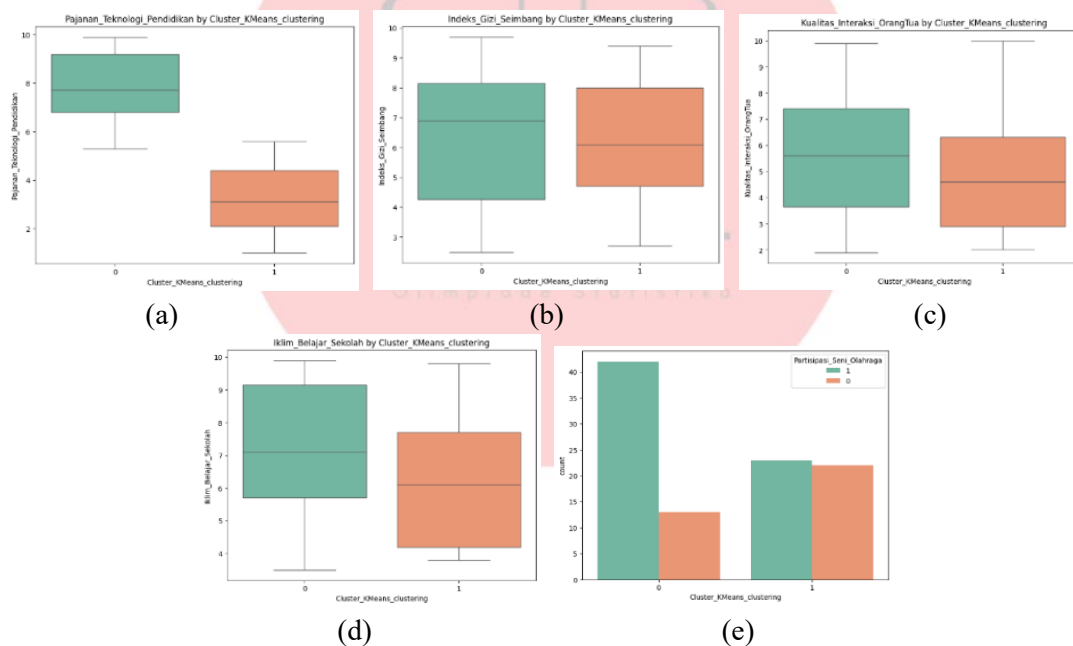 Pajanan_Teknologi_Pendidikan by Cluster_KMeans_clustering
Pajanan_Teknologi_Pendidikan
10
8
6
4
2
0
1
Cluster_KMeans_clustering
(a)
Indeks_Gizi_Seimbang by Cluster_KMeans_clustering
Indeks_Gizi_Seimbang
10
9
8
7
6
5
4
3
0
1
Cluster_KMeans_clustering
(b)
Kualitas_Interaksi_OrangTua by Cluster_KMeans_clustering
Kualitas_Interaksi_OrangTua
10
9
8
7
6
5
4
3
2
0
1
Cluster_KMeans_clustering
(c)
Olimpiade Statistika
Iklim_Belajar_Sekolah by Cluster_KMeans_clustering
Iklim_Belajar_Sekolah
10
9
8
7
6
5
4
0
1
Cluster_KMeans_clustering
(d)
Partisipasi_Seni_Olahraga
1
0
count
40
35
30
25
20
15
10
5
0
0
1
Cluster_KMeans_clustering
(e)